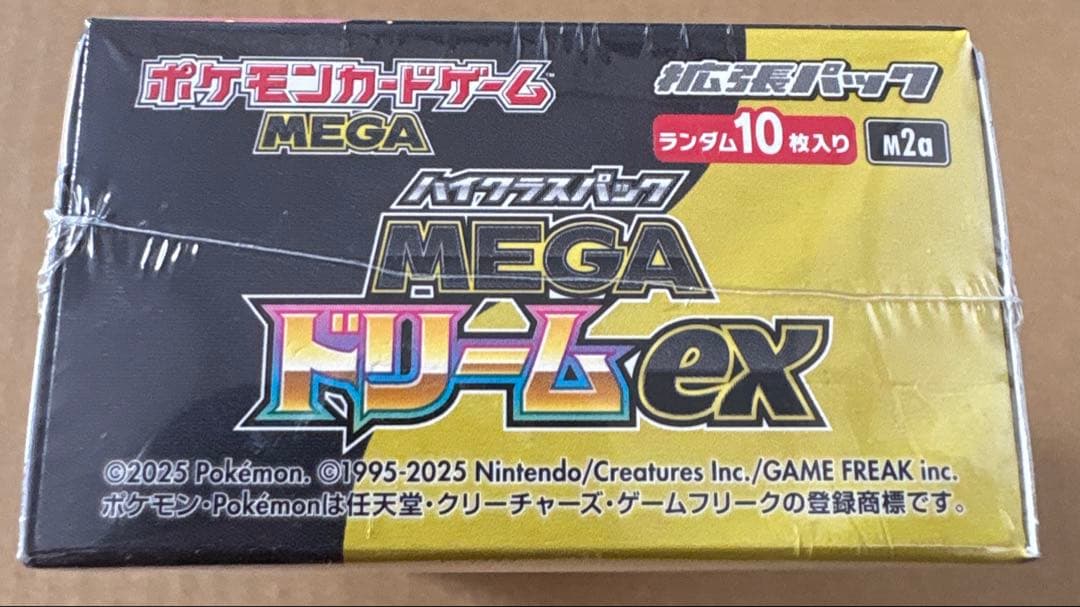 ポケモンカードゲーム™
MEGA
拡張パック
ランダム10枚入り
M2a
ハイクラスパック
MEGA
ドリームex
©2025 Pokémon. ©1995-2025 Nintendo/Creatures Inc./GAME FREAK inc.
ポケモン・Pokémonは任天堂・クリーチャーズ・ゲームフリークの登録商標です。